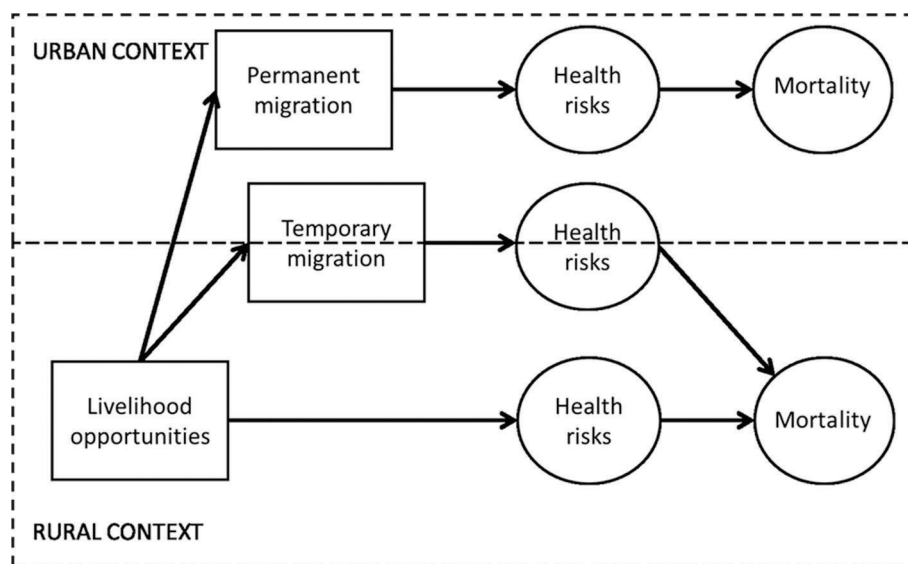 URBAN CONTEXT
Permanent
migration
Health
risks
Mortality
Temporary
migration
Health
risks
Livelihood
opportunities
Health
risks
Mortality
RURAL CONTEXT